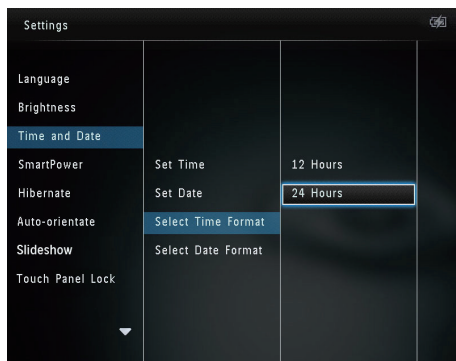 Settings
Language
Brightness
Time and Date
SmartPower
Hibernate
Auto-orientate
Slideshow
Touch Panel Lock
Set Time
Set Date
Select Time Format
Select Date Format
12 Hours
24 Hours